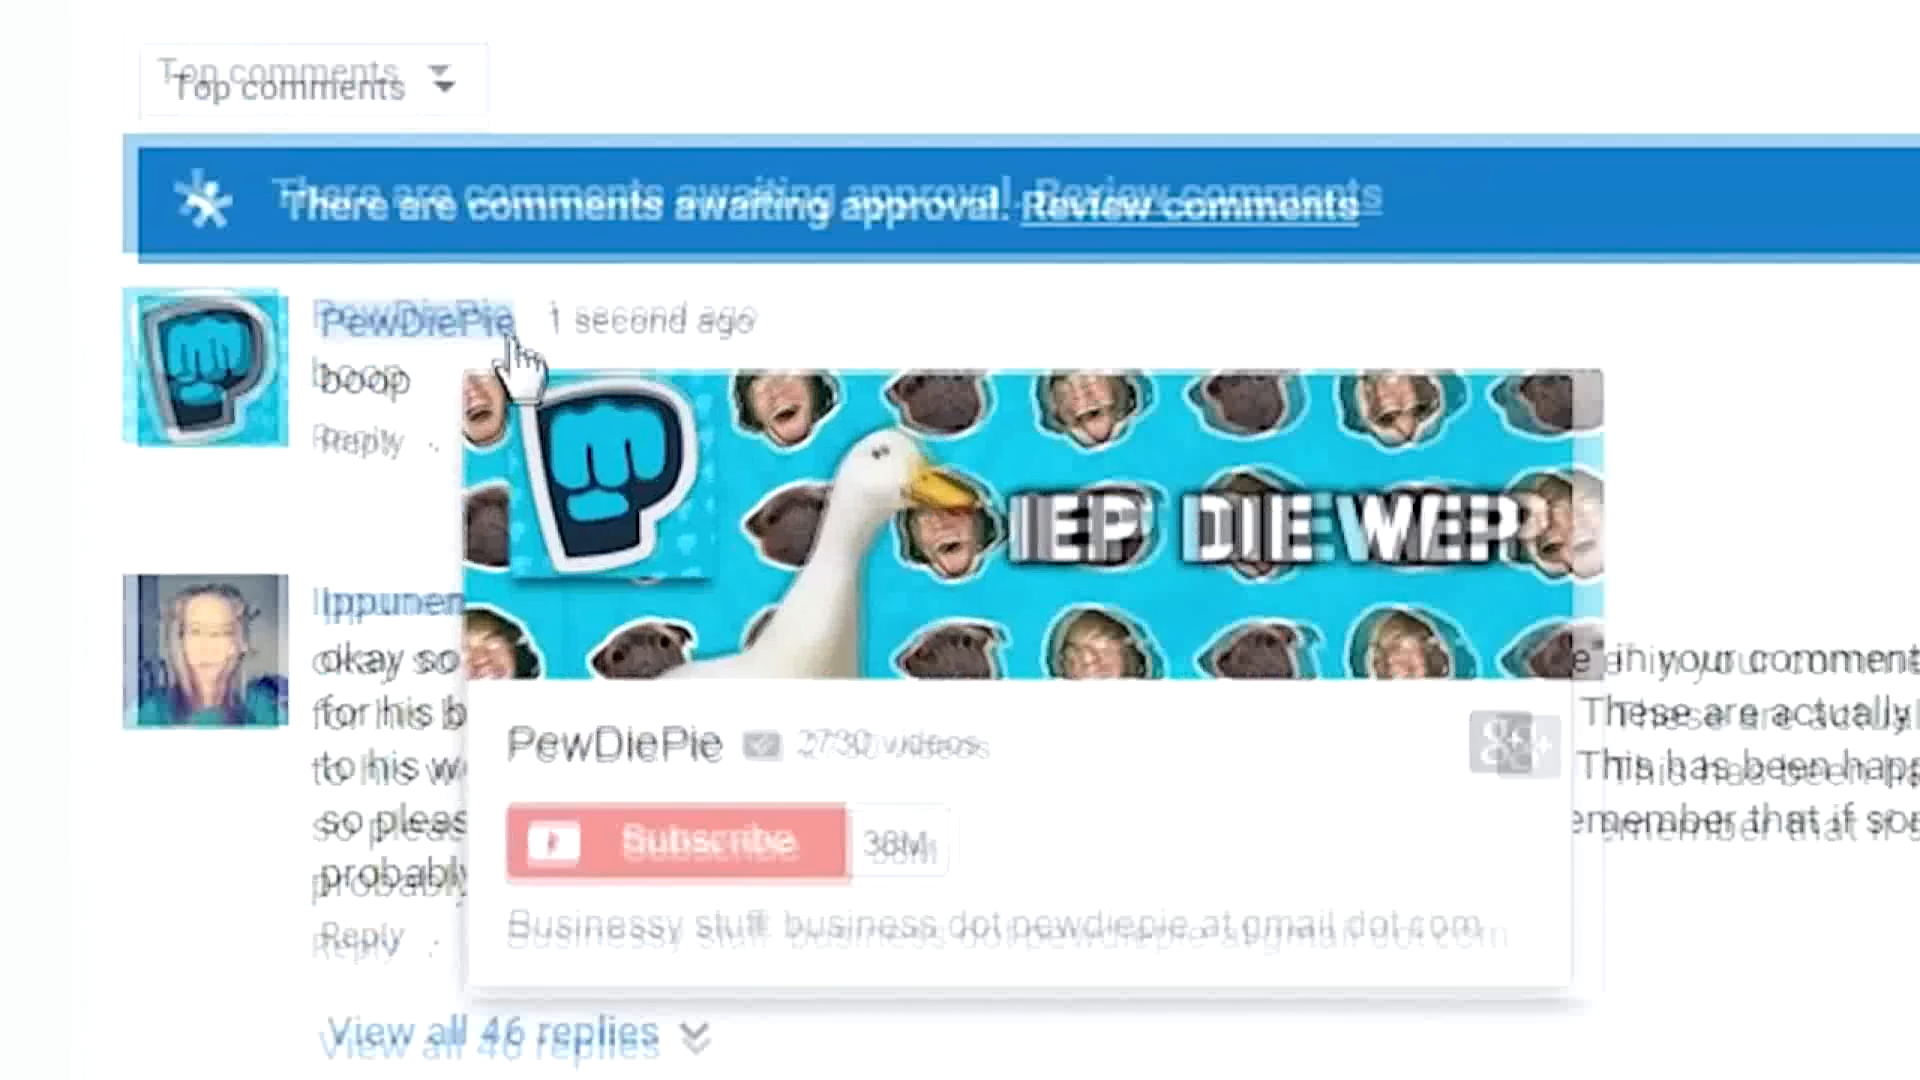 Top comments
There are comments awaiting approval. Review comments
PewDiePie 1 second ago
boop
Reply
IEP DIE WEP
Ippunen
okay so
e in your comment
for his b
These are actually
to his w
This has been happ
so pleas
emember that if so
probably
Reply
PewDiePie 2730 videos
Subscribe 38M
Businessy stuff: business dot pewdiepie at gmail dot com
View all 46 replies